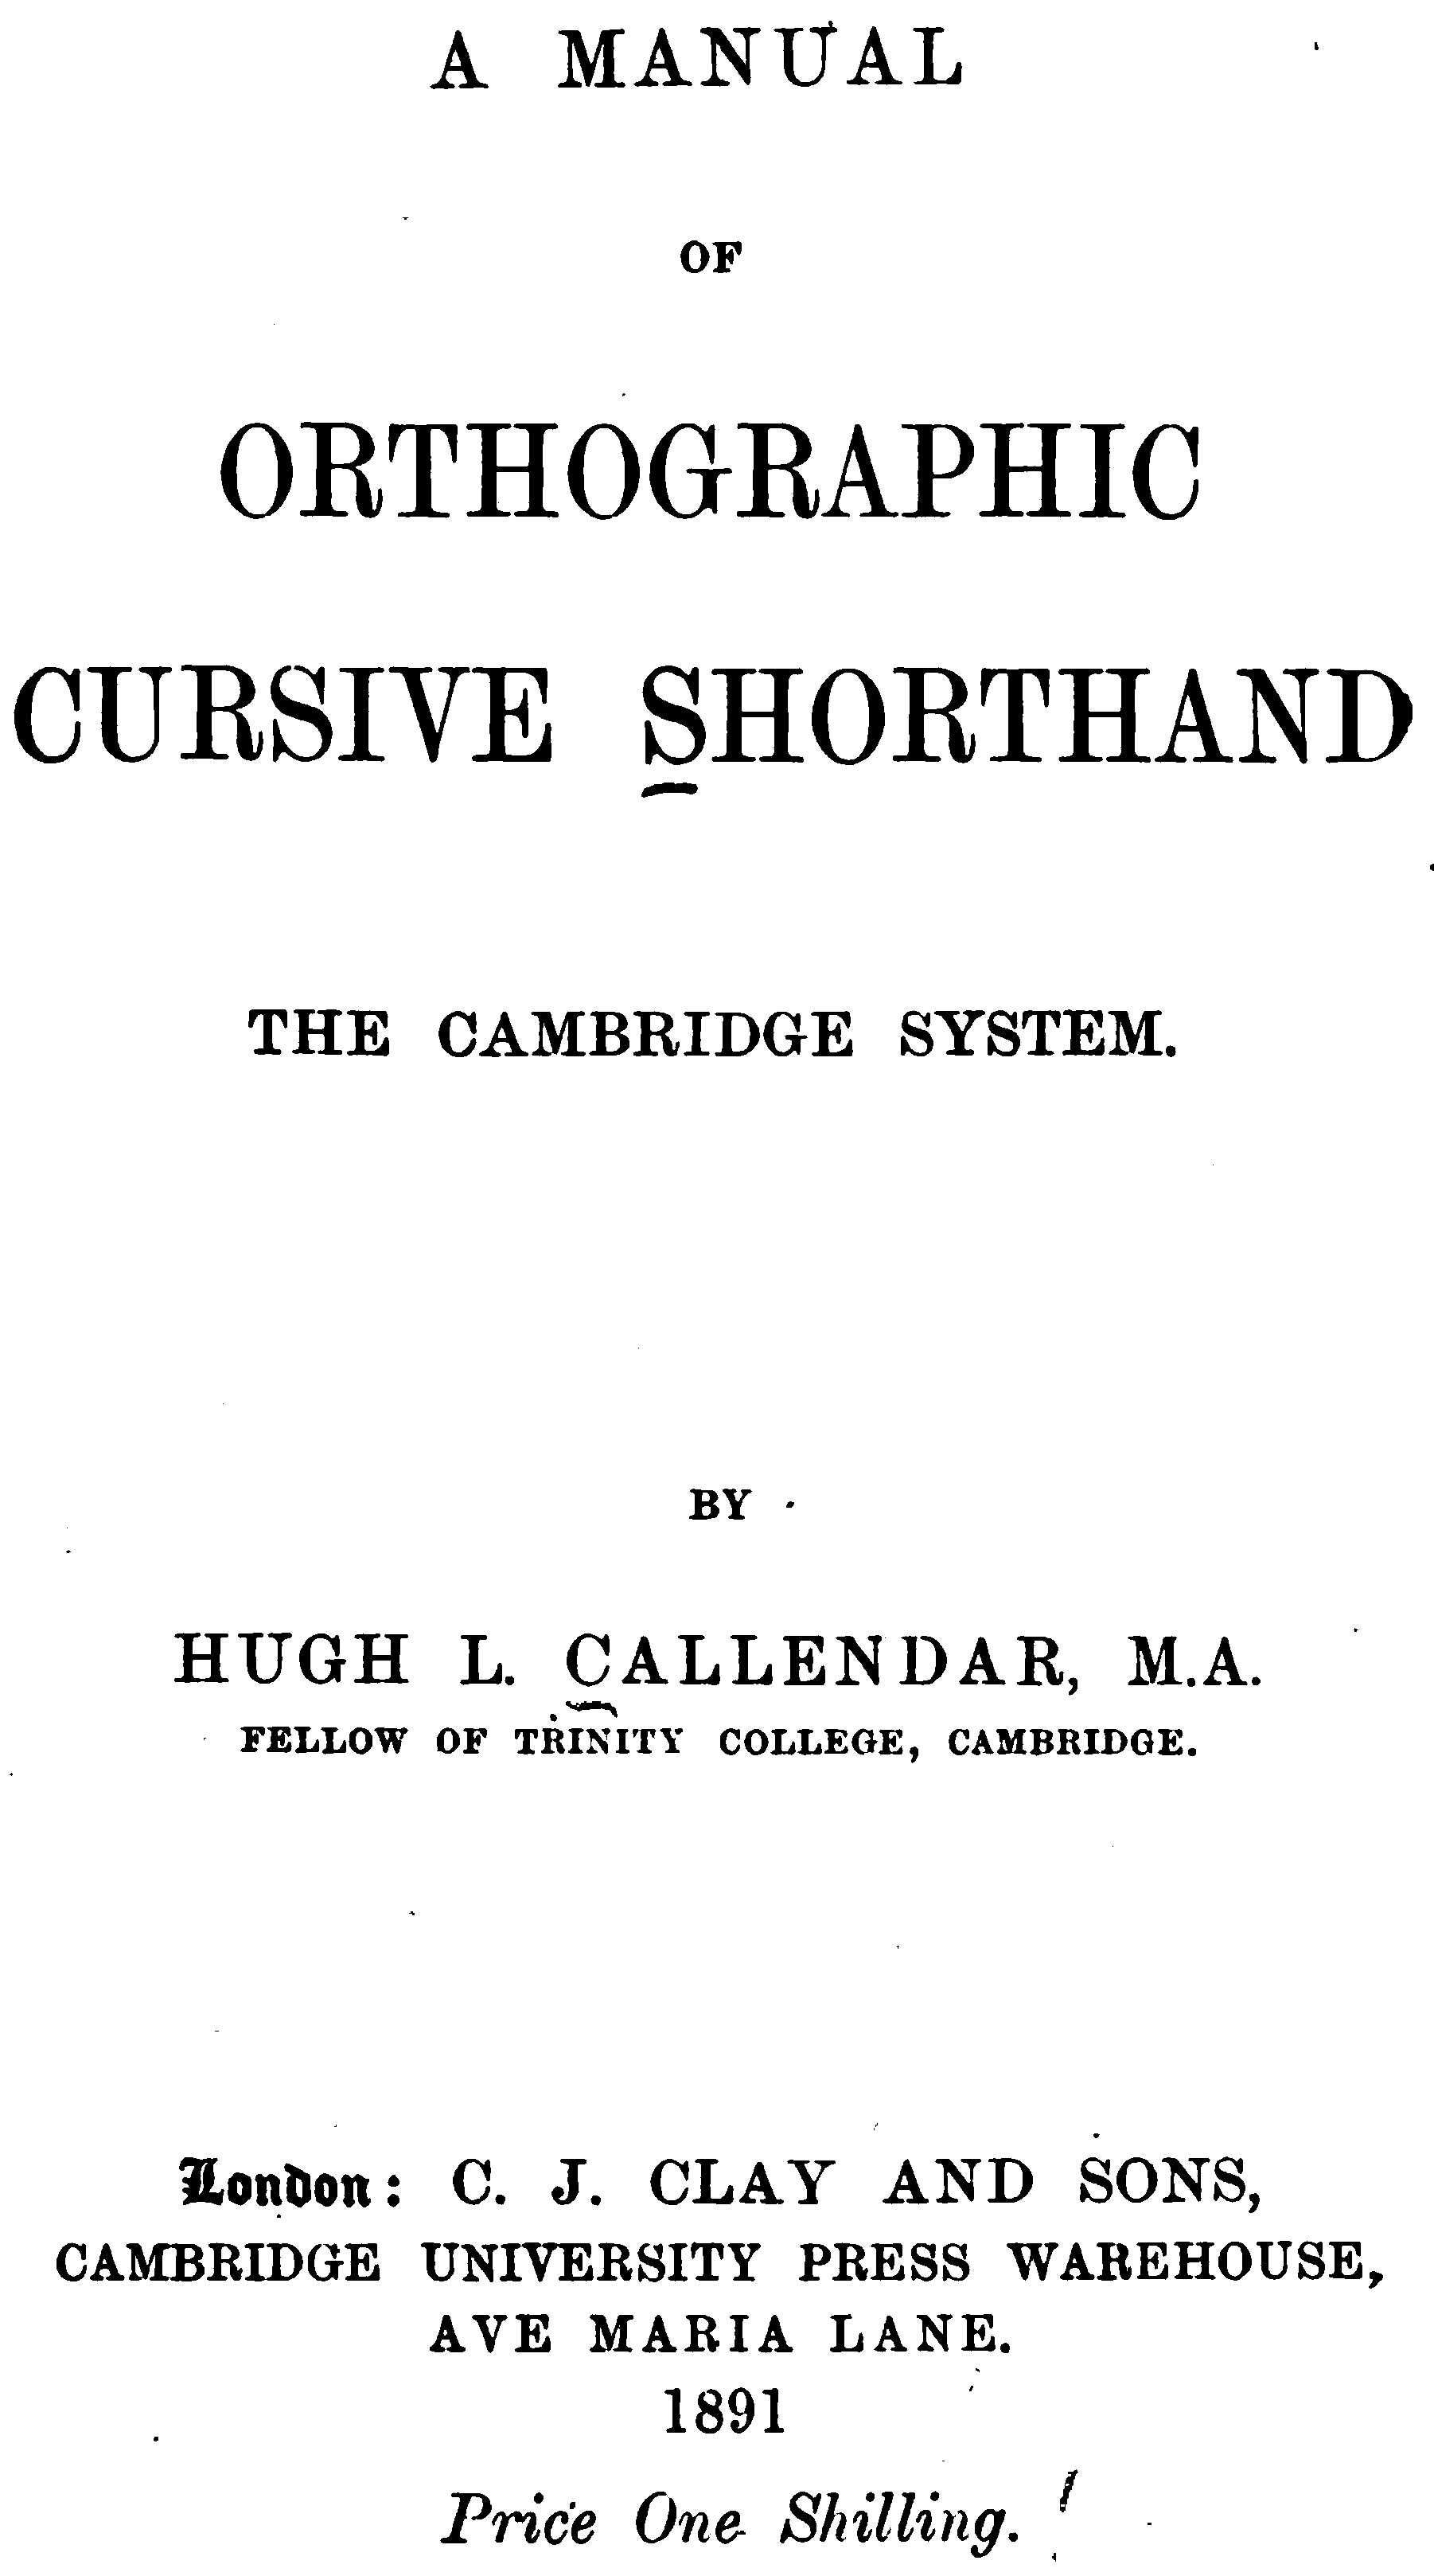 A MANUAL
OF
ORTHOGRAPHIC
CURSIVE SHORTHAND
THE CAMBRIDGE SYSTEM.
BY
HUGH L. CALLENDAR, M.A.
FELLOW OF TRINITY COLLEGE, CAMBRIDGE.
London: C. J. CLAY AND SONS,
CAMBRIDGE UNIVERSITY PRESS WAREHOUSE,
AVE MARIA LANE.
1891
Price One Shilling.